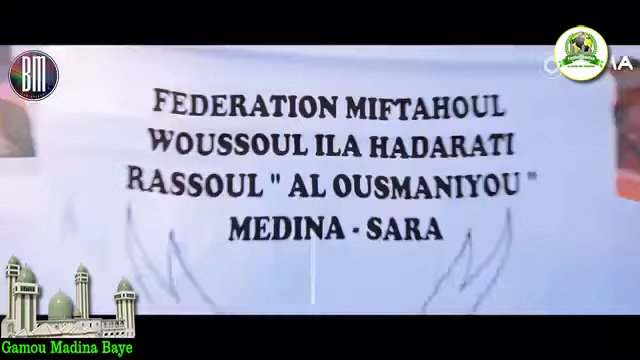 BM
FEDERATION MIFTAHOUL
WOUSSOUL ILA HADARATI
RASSOUL " AL OUSMANIYOU "
MEDINA - SARA
Gamou Madina Baye